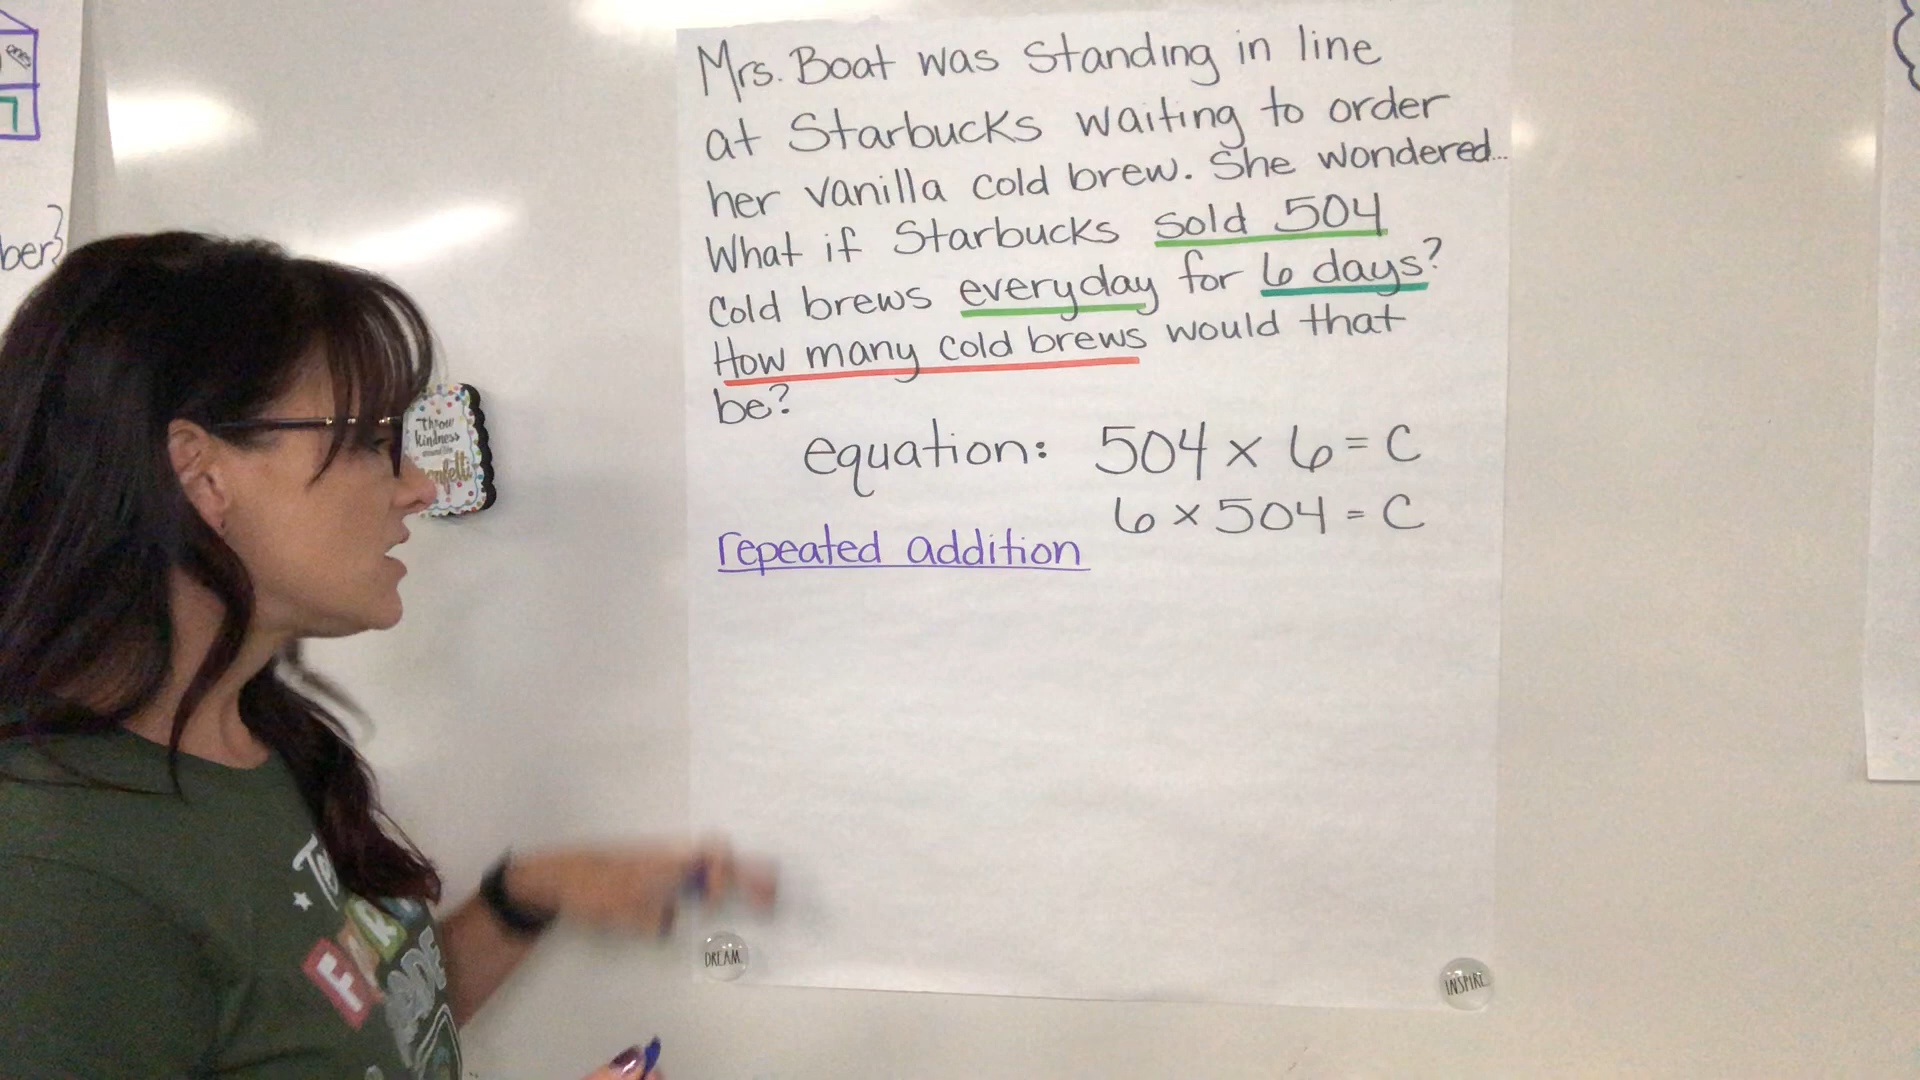 ber?
Mrs. Boat was standing in line
at Starbucks waiting to order
her vanilla cold brew. She wondered...
What if Starbucks sold 504
Cold brews everyday for 6 days?
How many cold brews would that
be?
equation: 504 x 6 = C
6 x 504 = C
repeated addition
throw
kindness
DREAM
INSPIRE